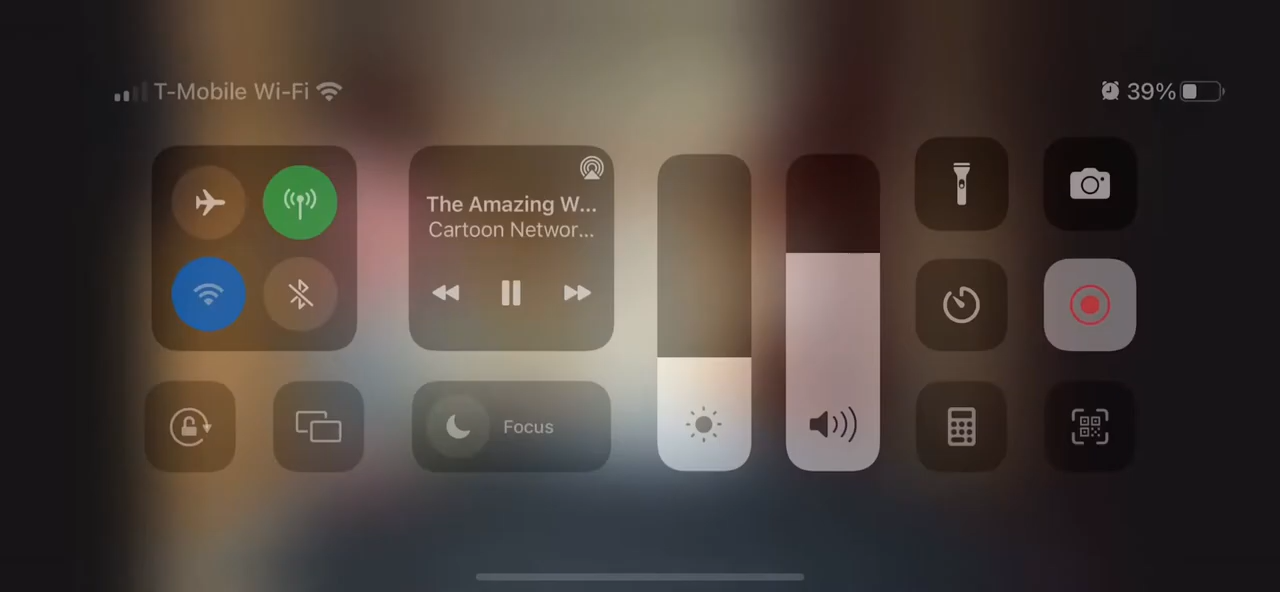 T-Mobile Wi-Fi
39%
The Amazing W...
Cartoon Networ...
Focus